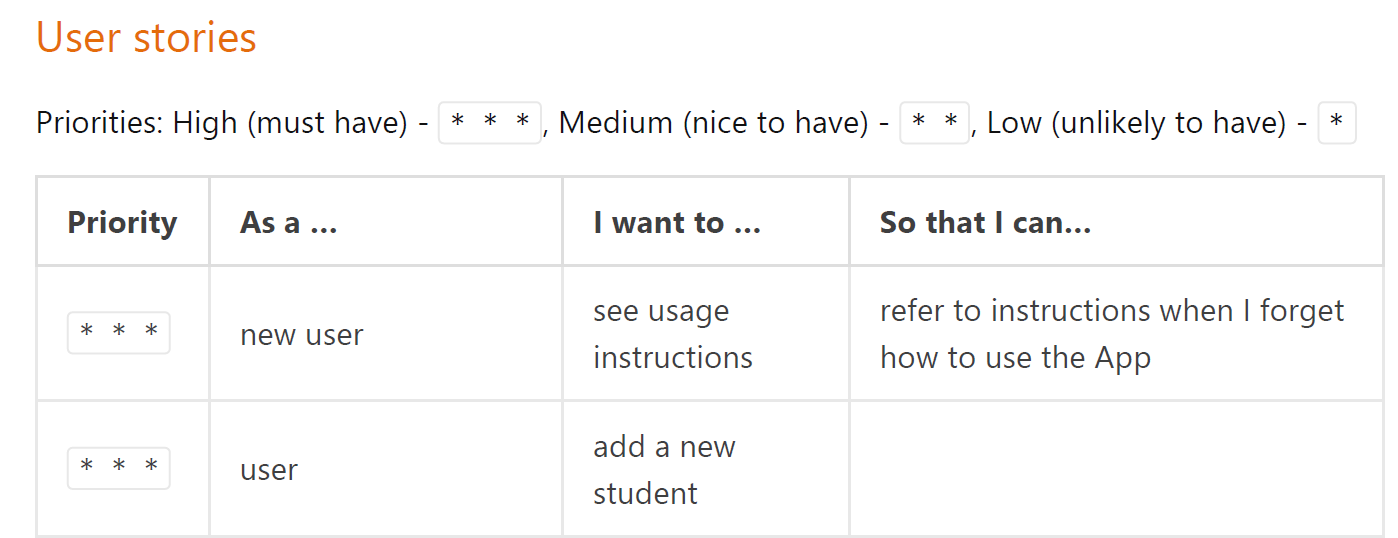 User stories
Priorities: High (must have) - * * *, Medium (nice to have) - * *, Low (unlikely to have) - *
Priority As a … I want to … So that I can…
* * * new user see usage instructions refer to instructions when I forget how to use the App
* * * user add a new student